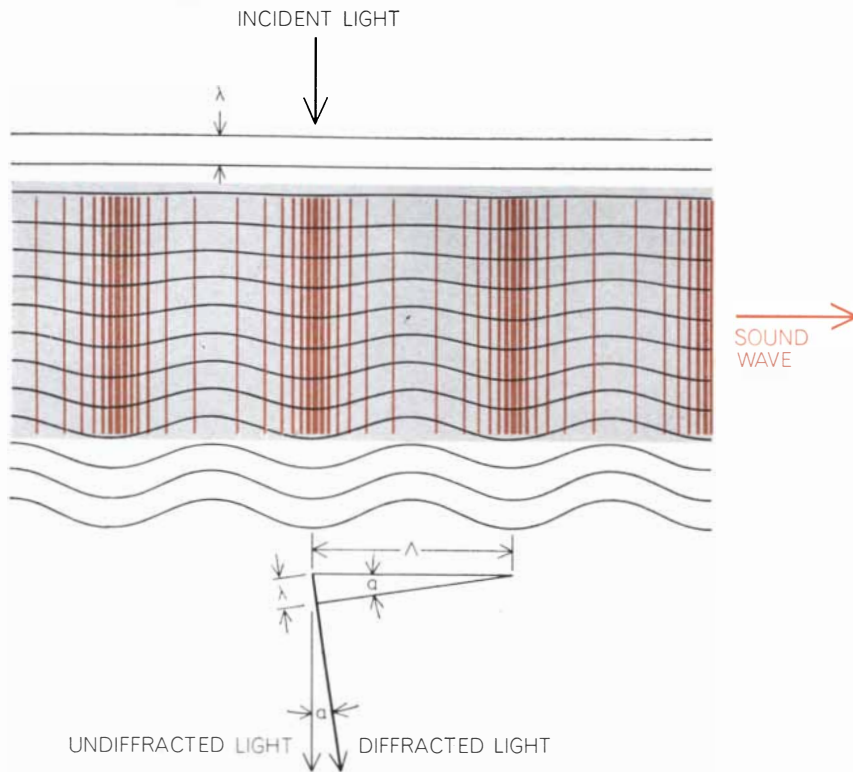 INCIDENT LIGHT
λ
SOUND
WAVE
Λ
λ
a
a
UNDIFFRACTED LIGHT
DIFFRACTED LIGHT